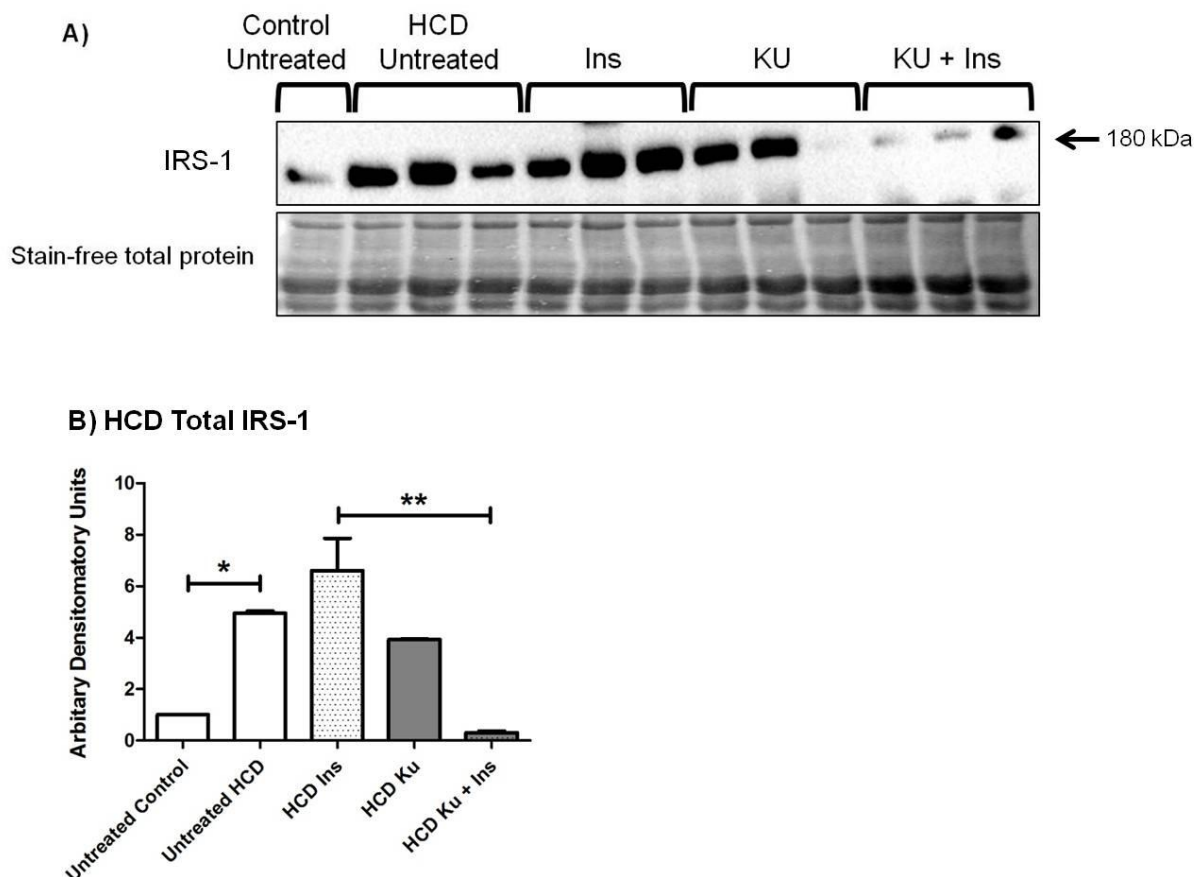 A)
Control
Untreated
HCD
Untreated
Ins
KU
KU + Ins
IRS-1
180 kDa
Stain-free total protein
B) HCD Total IRS-1
Arbitary Densitomatory Units
10
8
6
4
2
0
*
**
Untreated Control
Untreated HCD
HCD Ins
HCD Ku
HCD Ku + Ins